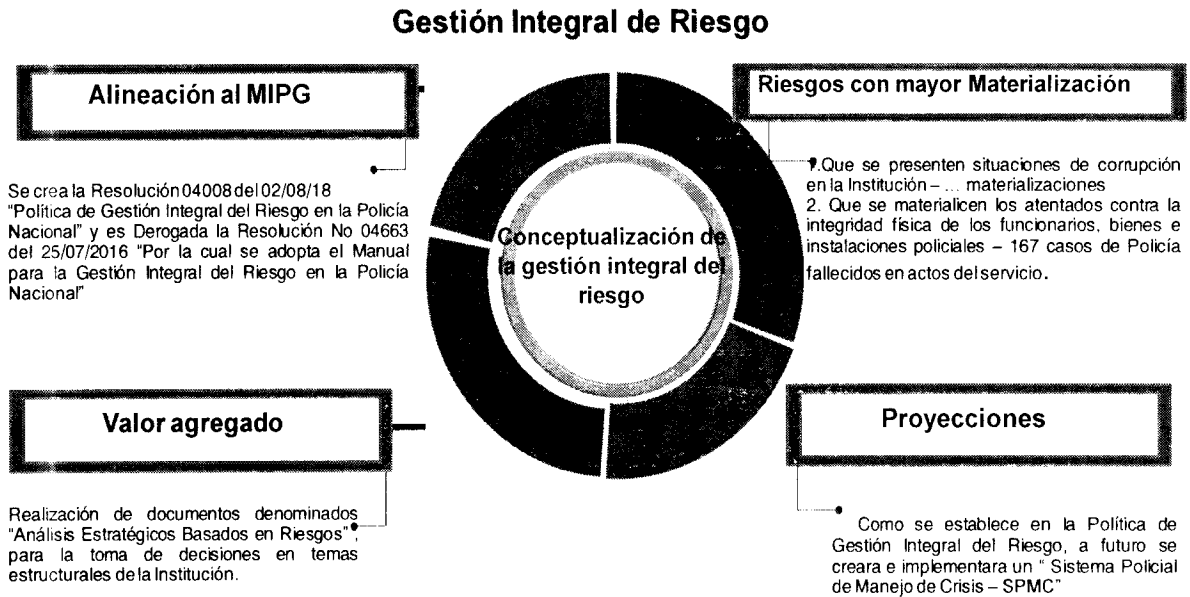 Gestión Integral de Riesgo
Alineación al MIPG
Se crea la Resolución 04008 del 02/08/18
"Política de Gestión Integral del Riesgo en la Policía
Nacional" y es Derogada la Resolución No 04663
del 25/07/2016 "Por la cual se adopta el Manual
para la Gestión Integral del Riesgo en la Policía
Nacional"
Riesgos con mayor Materialización
1.Que se presenten situaciones de corrupción
en la Institución – ... materializaciones
2. Que se materialicen los atentados contra la
integridad física de los funcionarios, bienes e
instalaciones policiales – 167 casos de Policía
fallecidos en actos del servicio.
Conceptualización de
la gestión integral del
riesgo
Valor agregado
Realización de documentos denominados
"Análisis Estratégicos Basados en Riesgos",
para la toma de decisiones en temas
estructurales de la Institución.
Proyecciones
Como se establece en la Política de
Gestión Integral del Riesgo, a futuro se
creara e implementara un " Sistema Policial
de Manejo de Crisis – SPMC"